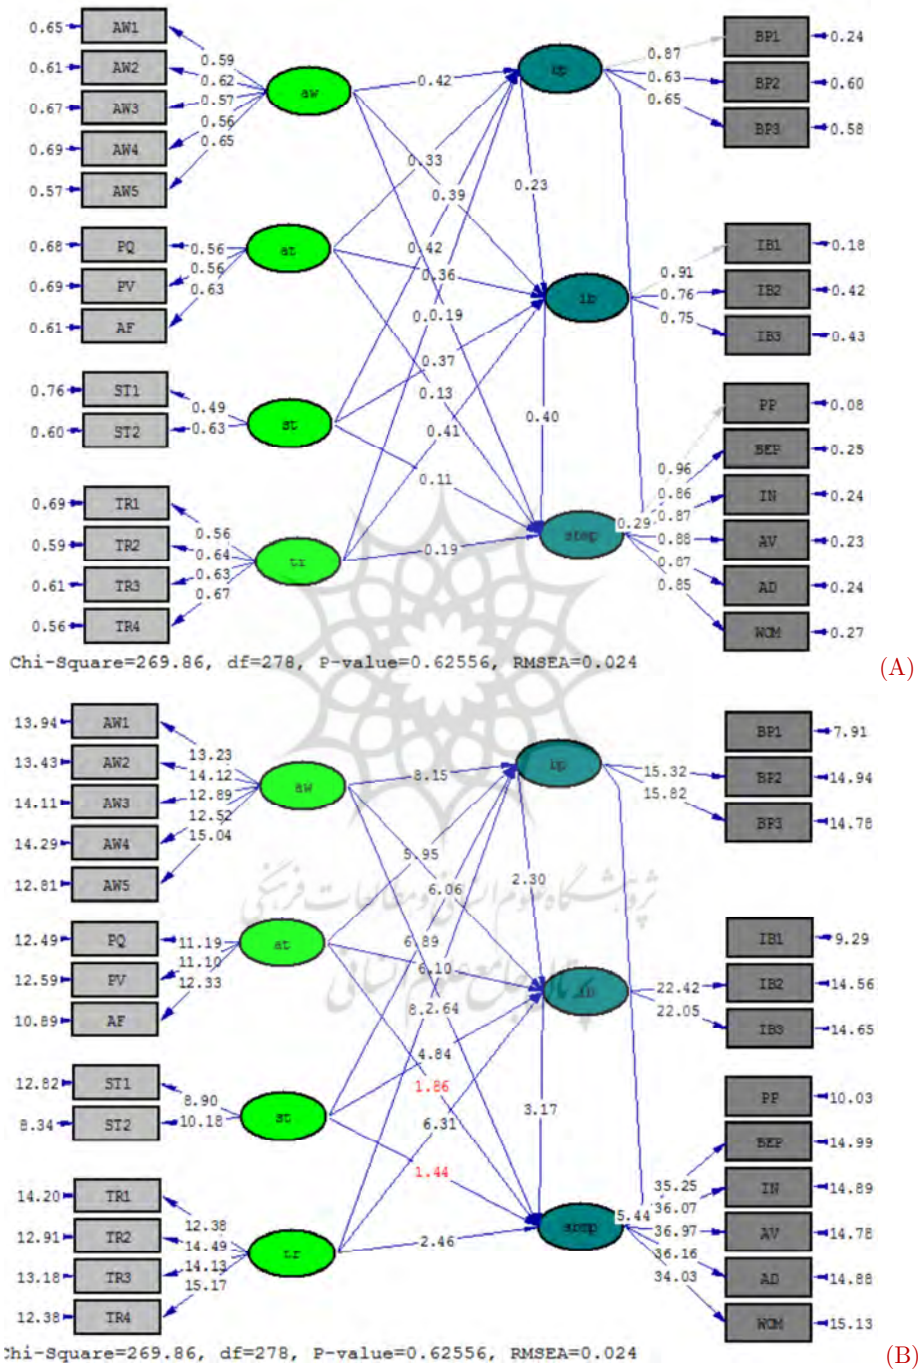 0.65 AW1 0.59
0.61 AW2 0.62
0.67 AW3 0.57
0.69 AW4 0.56
0.57 AW5 0.65
aw
0.68 PQ 0.56
0.69 PV 0.56
0.61 AF 0.63
at
0.76 ST1 0.49
0.60 ST2 0.63
st
0.69 TR1 0.56
0.59 TR2 0.64
0.61 TR3 0.63
0.56 TR4 0.67
tr
0.42
0.33
0.39
0.23
0.42
0.36
0.19
0.37
0.13
0.41
0.40
0.11
0.19
0.29
bp
0.87 BP1 0.24
0.63 BP2 0.60
0.65 BP3 0.58
ib
0.91 IB1 0.18
0.76 IB2 0.42
0.75 IB3 0.43
0.96 PP 0.08
0.86 BEP 0.25
0.87 IN 0.24
0.88 AV 0.23
0.87 AD 0.24
0.85 WOM 0.27
Chi-Square=269.86, df=278, P-value=0.62556, RMSEA=0.024
(A)
13.94 AW1 13.23
13.43 AW2 14.12
14.11 AW3 12.89
14.29 AW4 12.52
12.81 AW5 15.04
aw
12.49 PQ 11.19
12.59 PV 11.10
10.89 AF 12.33
at
12.82 ST1 8.90
8.34 ST2 10.18
st
14.20 TR1 12.38
12.91 TR2 14.49
13.18 TR3 14.13
12.38 TR4 15.17
tr
8.15
5.95
6.06
2.30
6.89
6.10
2.64
4.84
1.86
6.31
3.17
1.44
2.46
5.44
bp
BP1 7.91
15.32 BP2 14.94
15.82 BP3 14.78
ib
IB1 9.29
22.42 IB2 14.56
22.05 IB3 14.65
PP 10.03
35.25 BEP 14.99
36.07 IN 14.89
36.97 AV 14.78
36.16 AD 14.88
34.03 WOM 15.13
پژوهشگاه علوم انسانی و مطالعات فرهنگی
پرتال جامع علوم انسانی
Chi-Square=269.86, df=278, P-value=0.62556, RMSEA=0.024
(B)